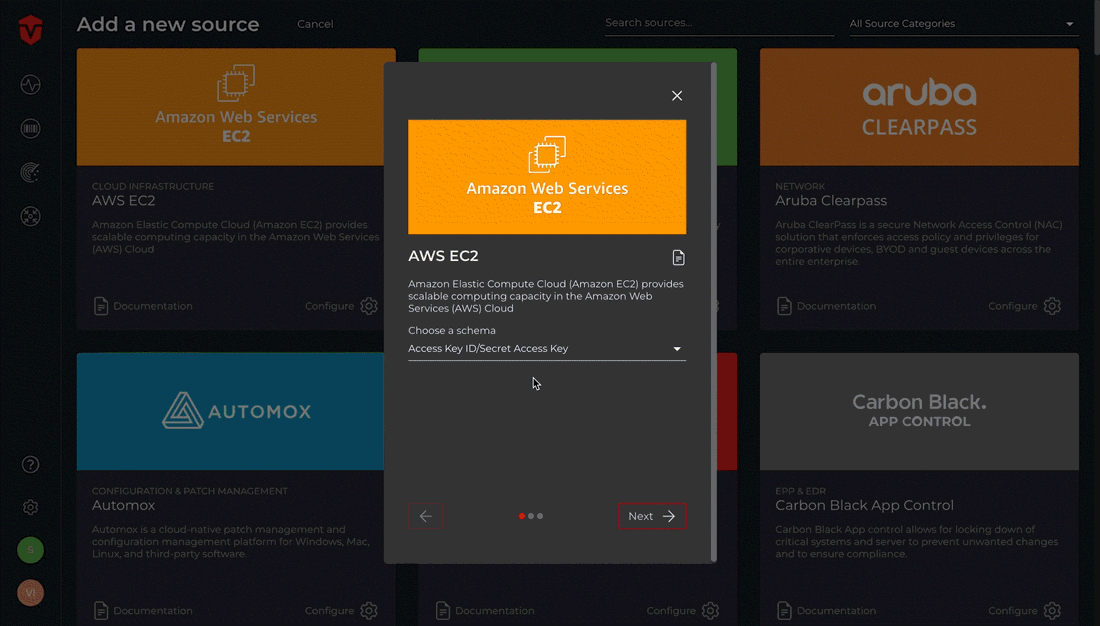 Add a new source
Cancel
Search sources...
All Source Categories
Amazon Web Services
EC2
CLOUD INFRASTRUCTURE
AWS EC2
Amazon Elastic Compute Cloud (Amazon EC2) provides
scalable computing capacity in the Amazon Web Services
(AWS) Cloud
Documentation
Configure
aruba
CLEARPASS
NETWORK
Aruba Clearpass
Aruba ClearPass is a secure Network Access Control (NAC)
solution that enforces access policy and privileges for
corporative devices, BYOD and guest devices across the
entire enterprise.
Documentation
Configure
Amazon Web Services
EC2
AWS EC2
Amazon Elastic Compute Cloud (Amazon EC2) provides
scalable computing capacity in the Amazon Web
Services (AWS) Cloud
Choose a schema
Access Key ID/Secret Access Key
Next
AUTOMOX
CONFIGURATION & PATCH MANAGEMENT
Automox
Automox is a cloud-native patch management and
configuration management platform for Windows, Mac,
Linux, and third-party software.
Documentation
Configure
Documentation
Configure
Carbon Black.
APP CONTROL
EPP & EDR
Carbon Black App Control
Carbon Black App control allows for locking down of
critical systems and server to prevent unwanted changes
and to ensure compliance.
Documentation
Configure
S
VI